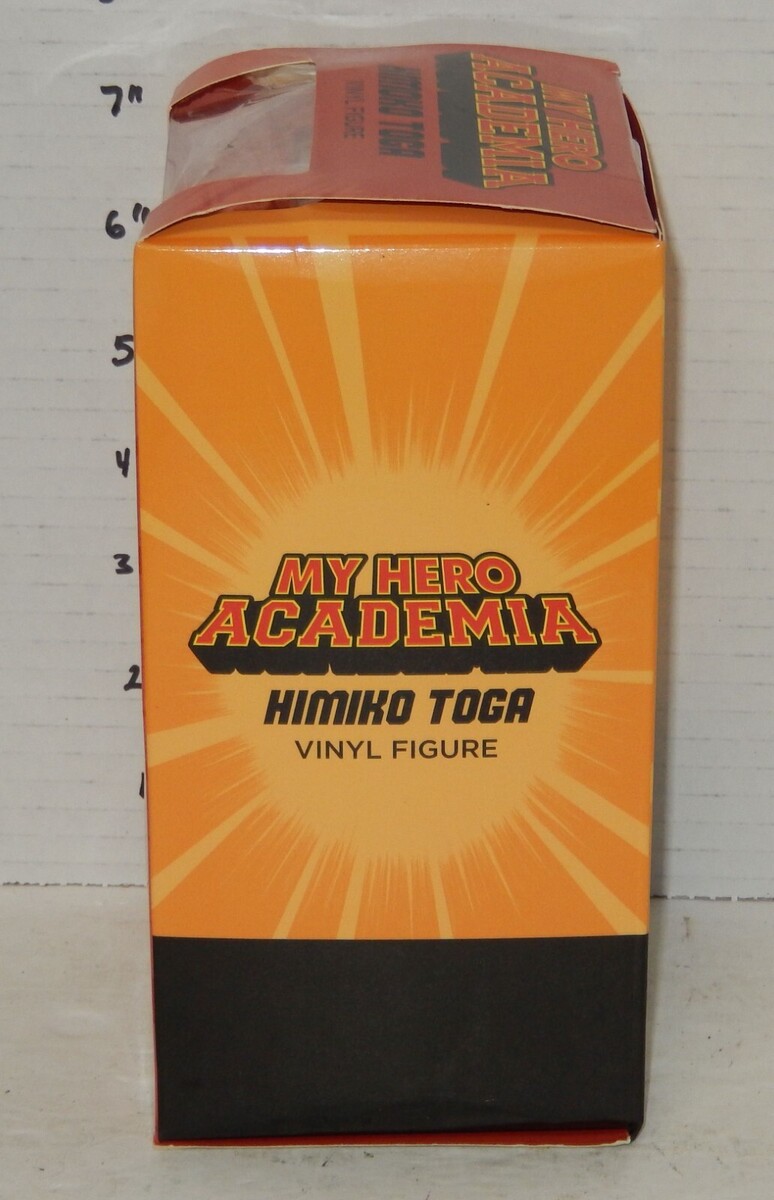 7"
6"
5
4
3
2
1
MY HERO
ACADEMIA
HIMIKO TOGA
VINYL FIGURE
MY HERO
ACADEMIA
HIMIKO TOGA
VINYL FIGURE